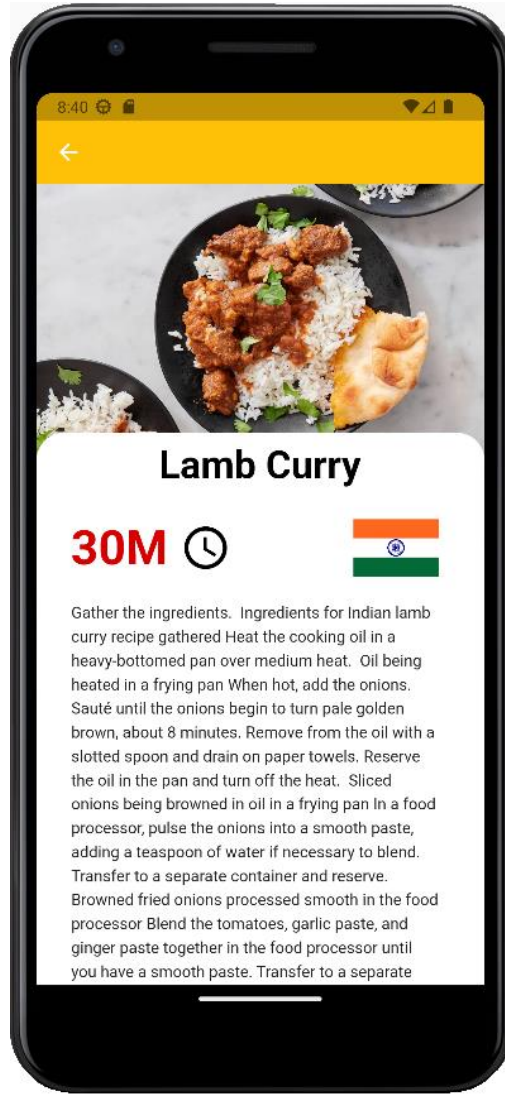 8:40
Lamb Curry
30M
Gather the ingredients.  Ingredients for Indian lamb
curry recipe gathered Heat the cooking oil in a
heavy-bottomed pan over medium heat.  Oil being
heated in a frying pan When hot, add the onions.
Sauté until the onions begin to turn pale golden
brown, about 8 minutes. Remove from the oil with a
slotted spoon and drain on paper towels. Reserve
the oil in the pan and turn off the heat.  Sliced
onions being browned in oil in a frying pan In a food
processor, pulse the onions into a smooth paste,
adding a teaspoon of water if necessary to blend.
Transfer to a separate container and reserve.
Browned fried onions processed smooth in the food
processor Blend the tomatoes, garlic paste, and
ginger paste together in the food processor until
you have a smooth paste. Transfer to a separate